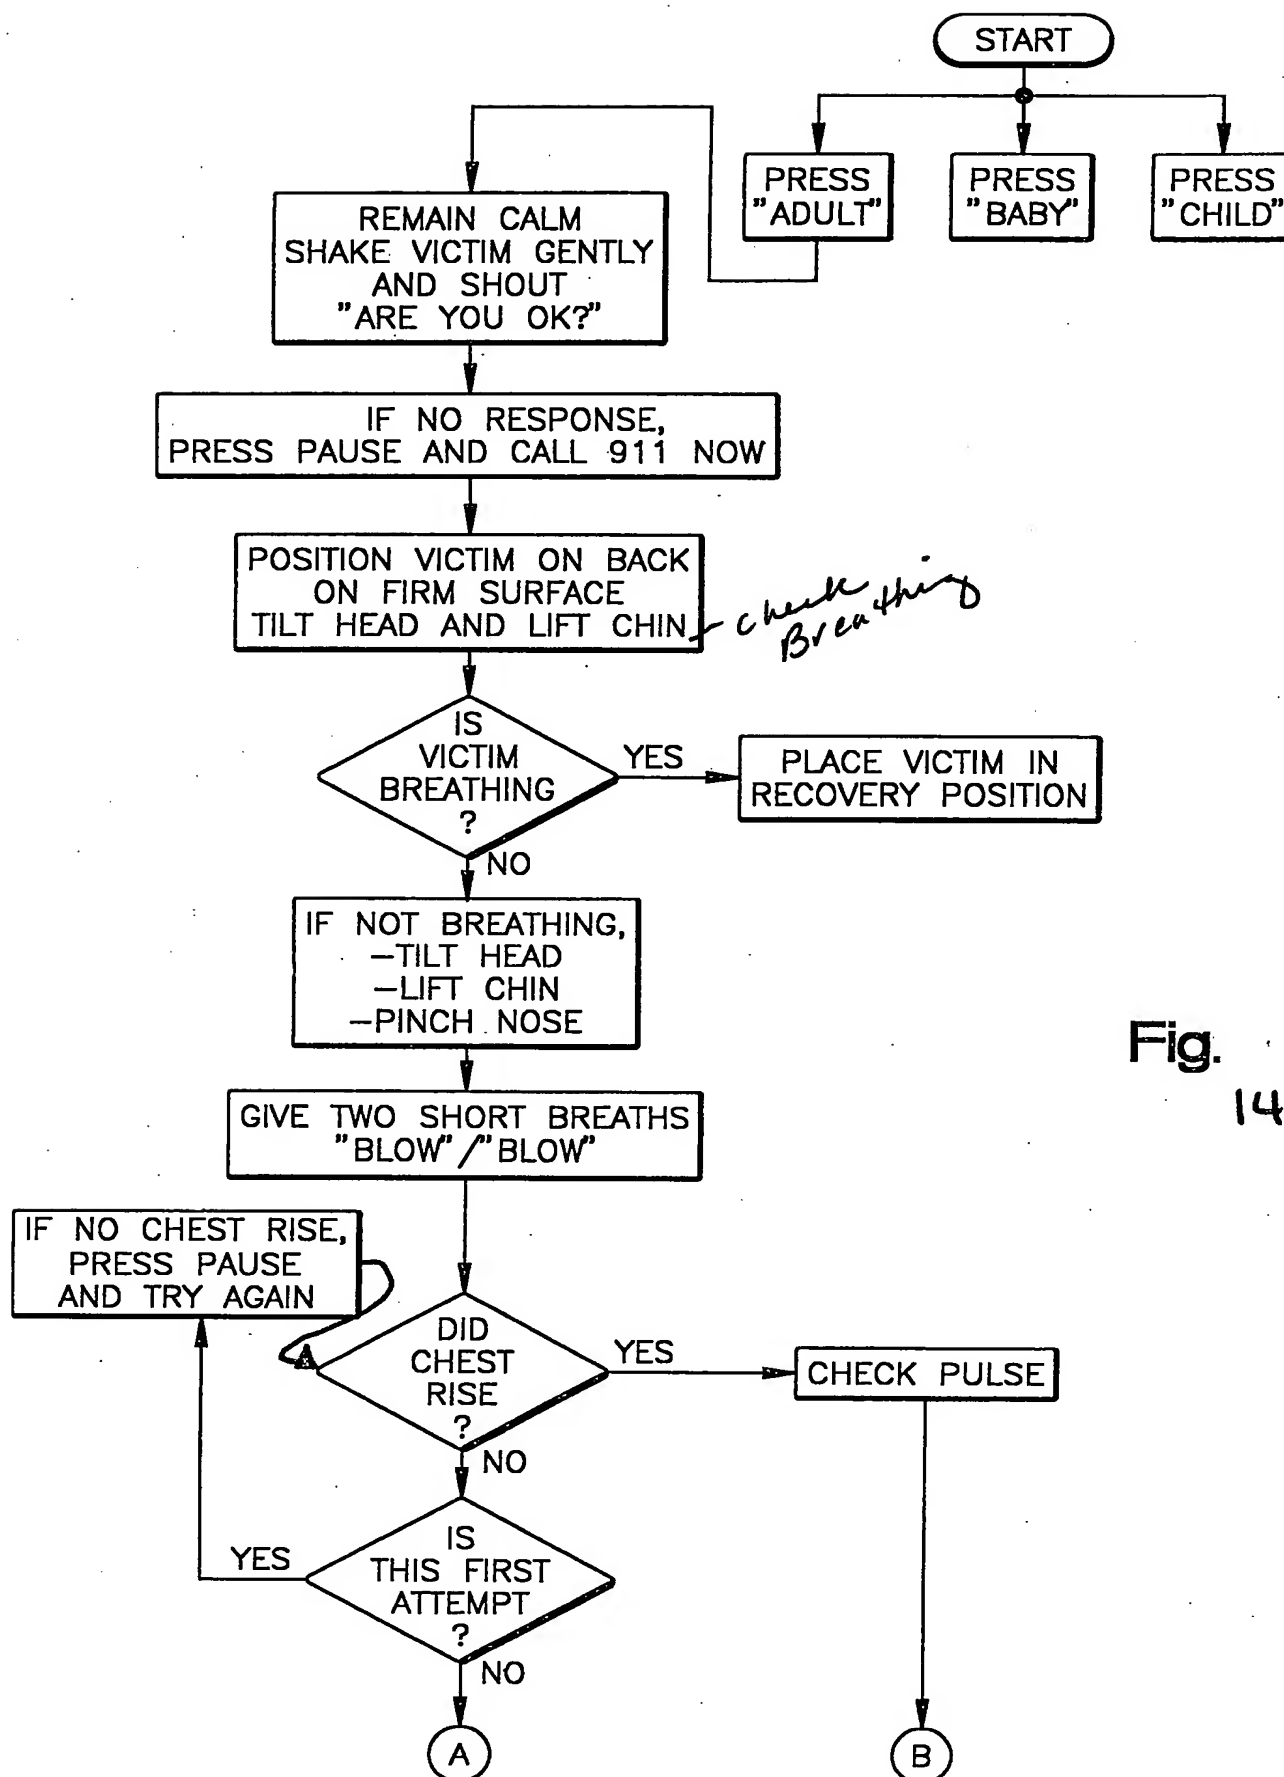 START
PRESS
"ADULT"
PRESS
"BABY"
PRESS
"CHILD"
REMAIN CALM
SHAKE VICTIM GENTLY
AND SHOUT
"ARE YOU OK?"
IF NO RESPONSE,
PRESS PAUSE AND CALL 911 NOW
POSITION VICTIM ON BACK
ON FIRM SURFACE
TILT HEAD AND LIFT CHIN
check
Breathing
IS
VICTIM
BREATHING
?
YES
PLACE VICTIM IN
RECOVERY POSITION
NO
IF NOT BREATHING,
-TILT HEAD
-LIFT CHIN
-PINCH NOSE
Fig.
14
GIVE TWO SHORT BREATHS
"BLOW"/"BLOW"
IF NO CHEST RISE,
PRESS PAUSE
AND TRY AGAIN
DID
CHEST
RISE
?
YES
CHECK PULSE
NO
IS
THIS FIRST
ATTEMPT
?
YES
NO
A
B